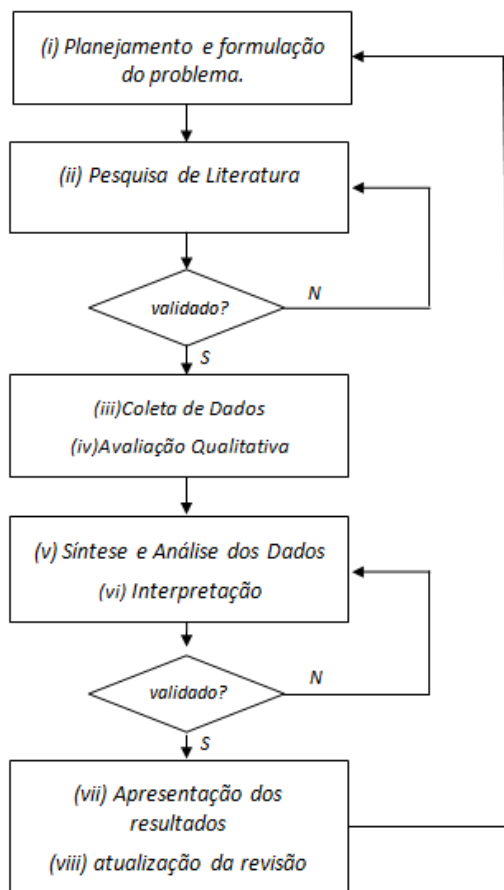 (i) Planejamento e formulação
do problema.
(ii) Pesquisa de Literatura
validado?
N
S
(iii)Coleta de Dados
(iv)Avaliação Qualitativa
(v) Síntese e Análise dos Dados
(vi) Interpretação
validado?
N
S
(vii) Apresentação dos
resultados
(viii) atualização da revisão